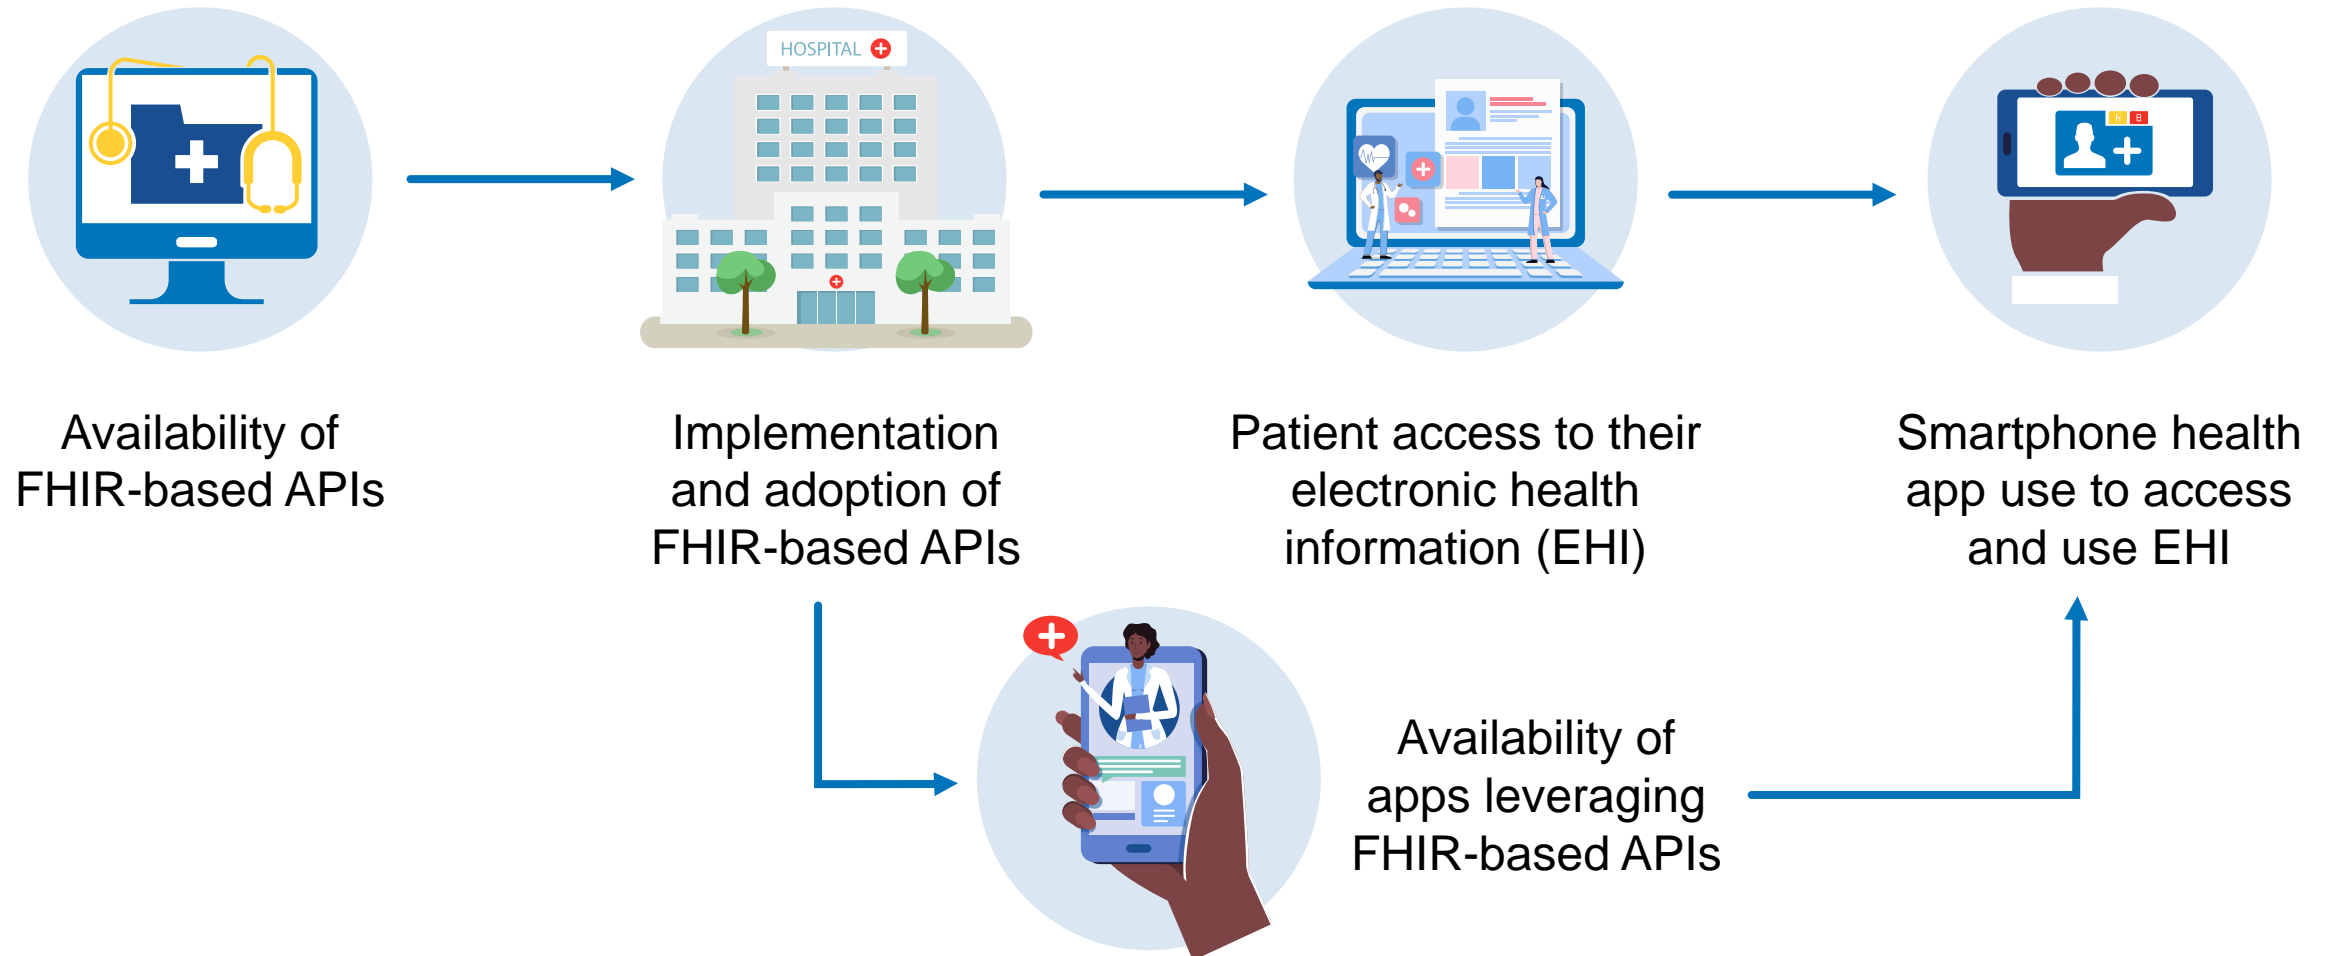 HOSPITAL
Availability of
FHIR-based APIs
Implementation
and adoption of
FHIR-based APIs
Patient access to their
electronic health
information (EHI)
Smartphone health
app use to access
and use EHI
Availability of
apps leveraging
FHIR-based APIs